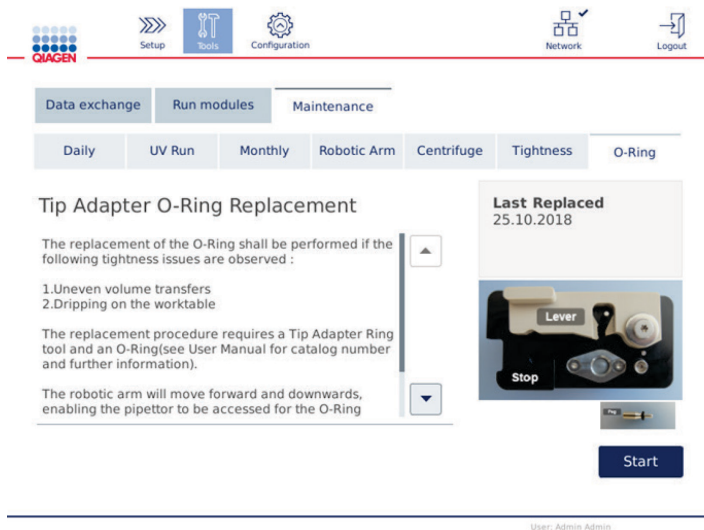 QIAGEN
Setup
Tools
Configuration
Network
Logout
Data exchange
Run modules
Maintenance
Daily
UV Run
Monthly
Robotic Arm
Centrifuge
Tightness
O-Ring
Tip Adapter O-Ring Replacement
The replacement of the O-Ring shall be performed if the
following tightness issues are observed :
1.Uneven volume transfers
2.Dripping on the worktable
The replacement procedure requires a Tip Adapter Ring
tool and an O-Ring(see User Manual for catalog number
and further information).
The robotic arm will move forward and downwards,
enabling the pipettor to be accessed for the O-Ring
Last Replaced
25.10.2018
Lever
Stop
Peg
Start
User: Admin Admin